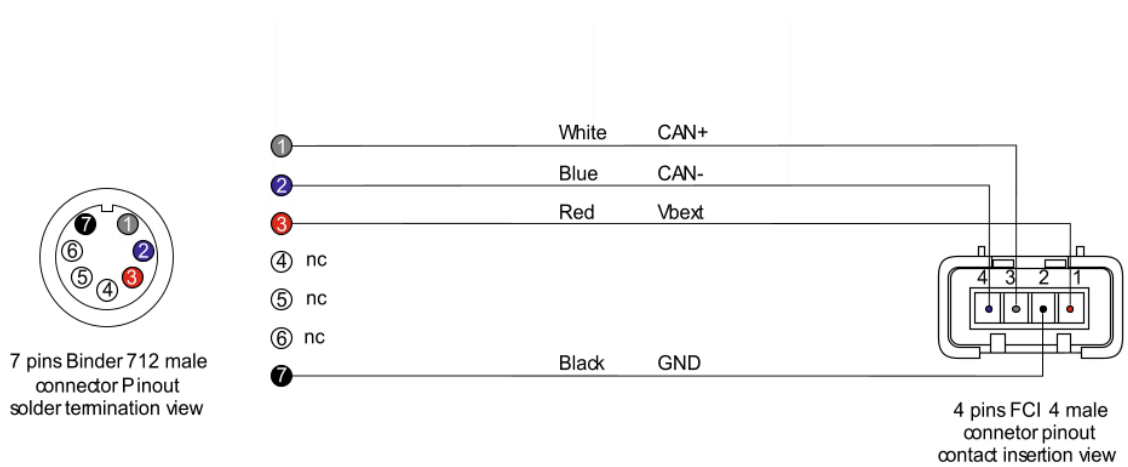 1 White CAN+
2 Blue CAN-
3 Red Vbext
4 nc
5 nc
6 nc
7 Black GND
7 1
6 2
5 3
4
7 pins Binder 712 male
connector Pinout
solder termination view
4 3 2 1
4 pins FCI 4 male
connetor pinout
contact insertion view